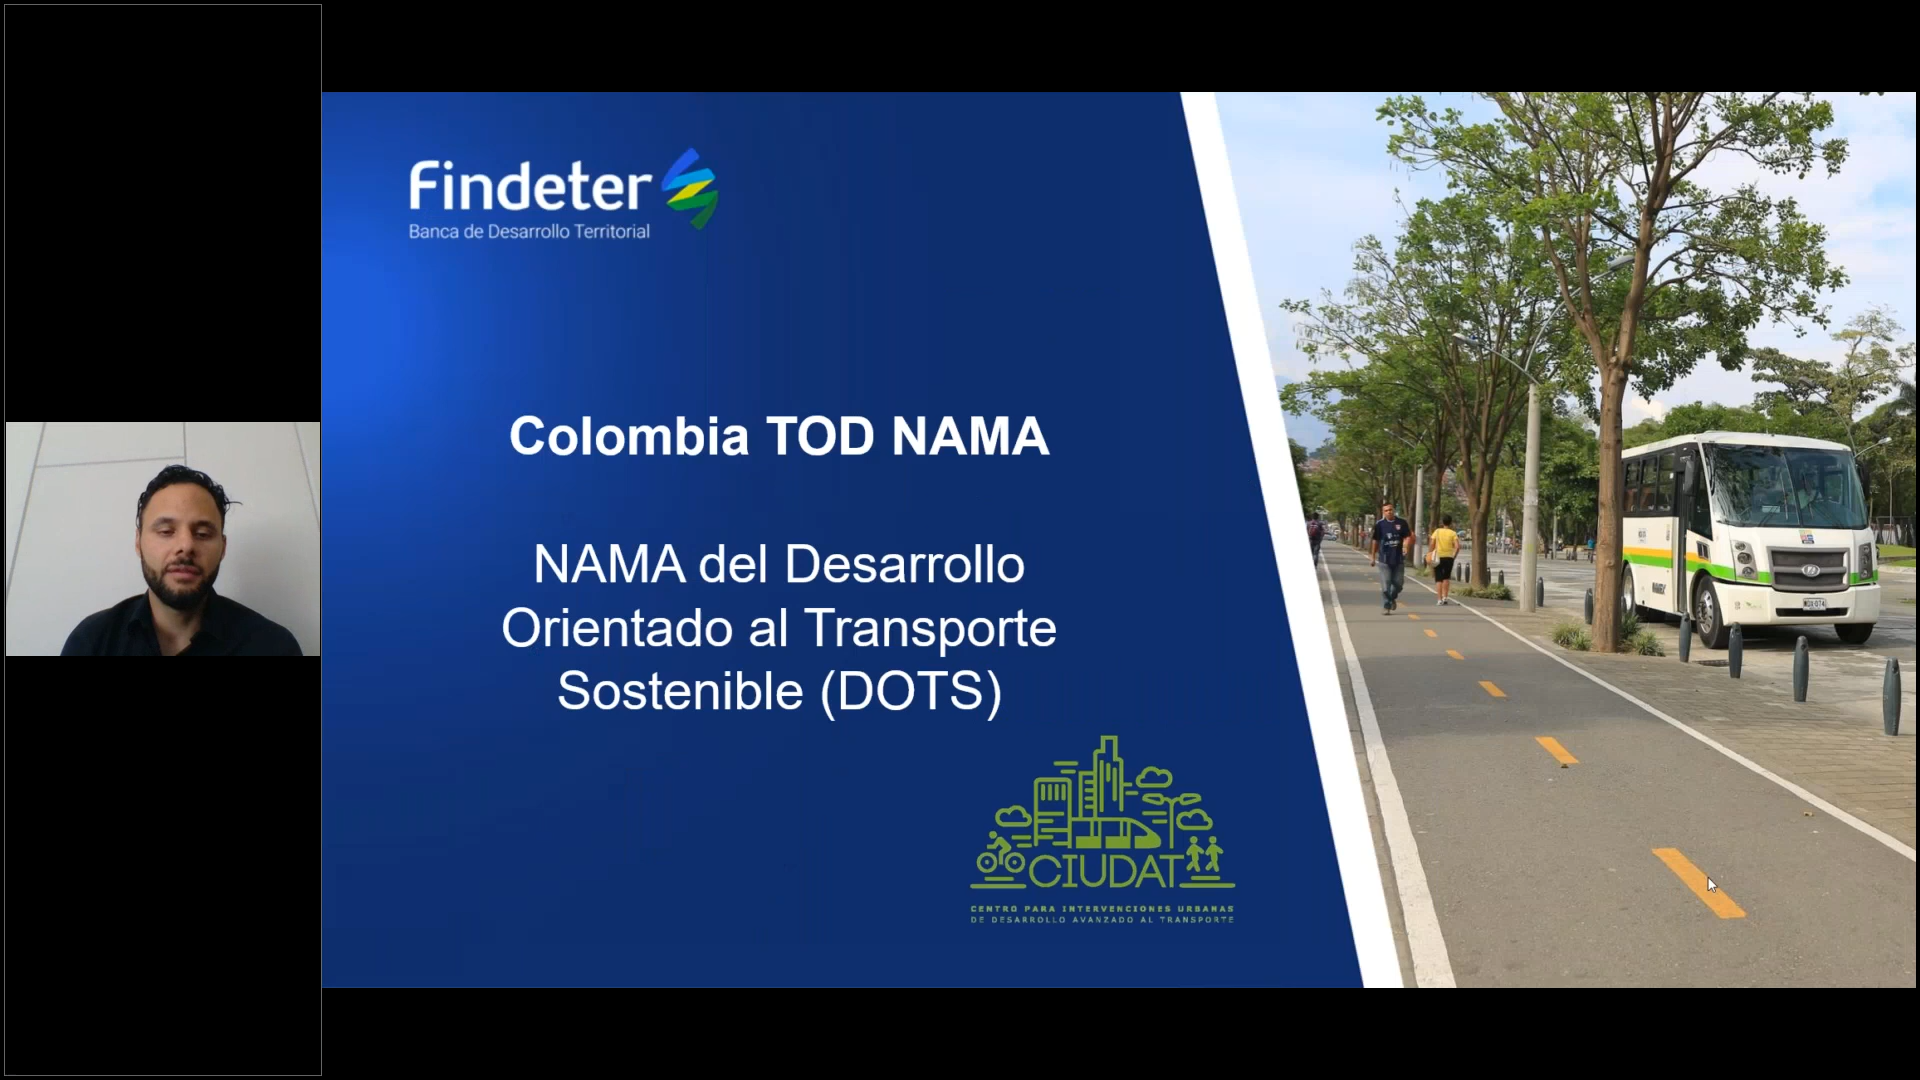 Findeter
Banca de Desarrollo Territorial
Colombia TOD NAMA
NAMA del Desarrollo
Orientado al Transporte
Sostenible (DOTS)
CIUDAT
CENTRO PARA INTERVENCIONES URBANAS
DE DESARROLLO AVANZADO AL TRANSPORTE